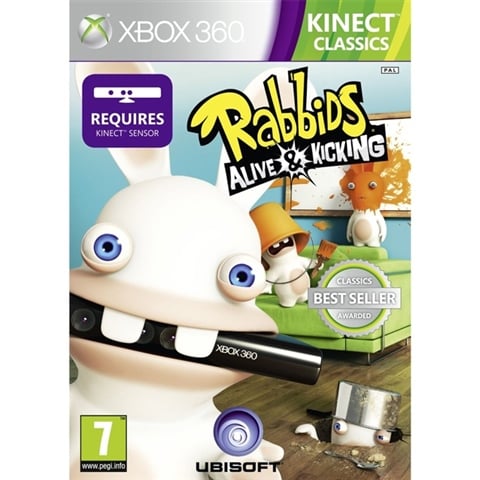 XBOX 360
KINECT
CLASSICS
PAL
REQUIRES
KINECT™ SENSOR
Rabbids
ALIVE & KICKING
CLASSICS
BEST SELLER
AWARDED
XBOX 360
7
www.pegi.info
UBISOFT